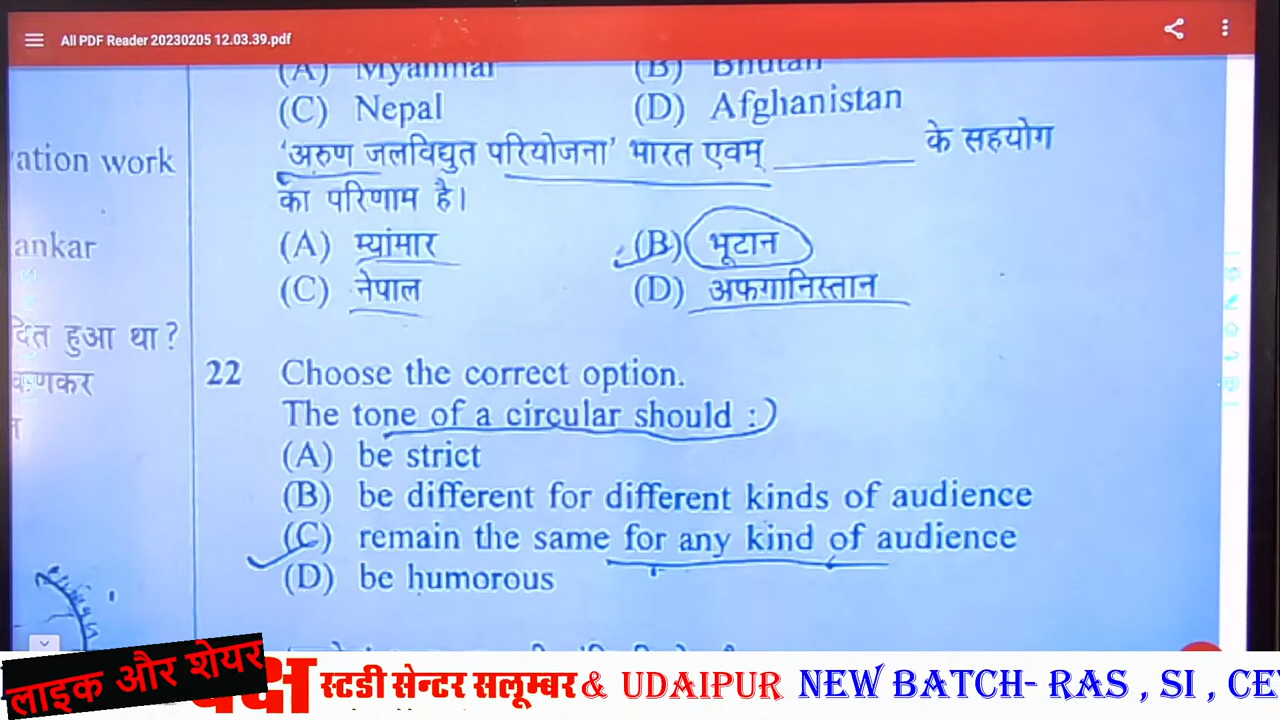 All PDF Reader 20230205 12.03.39.pdf
(A) Myanmar (B) Bhutan
(C) Nepal (D) Afghanistan
'अरुण जलविद्युत परियोजना' भारत एवम् ________ के सहयोग
का परिणाम है।
(A) म्यांमार (B) भूटान
(C) नेपाल (D) अफगानिस्तान
ration work
ankar
दित हुआ था ?
22 Choose the correct option.
The tone of a circular should :
(A) be strict
(B) be different for different kinds of audience
(C) remain the same for any kind of audience
(D) be humorous
लाइक और शेयर
स्टडी सेन्टर सलूम्बर & UDAIPUR NEW BATCH- RAS , SI , CE